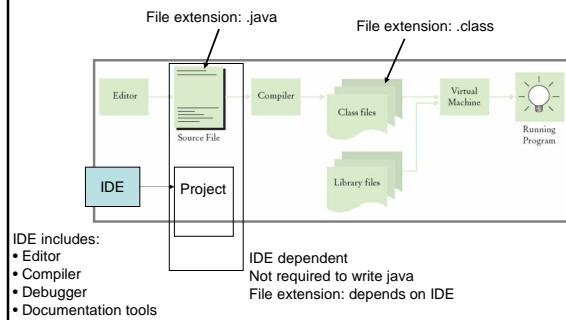 File extension: .java
File extension: .class
Editor
Source File
Compiler
Class files
Virtual
Machine
Running
Program
Library files
IDE
Project
IDE includes:
• Editor
• Compiler
• Debugger
• Documentation tools
IDE dependent
Not required to write java
File extension: depends on IDE